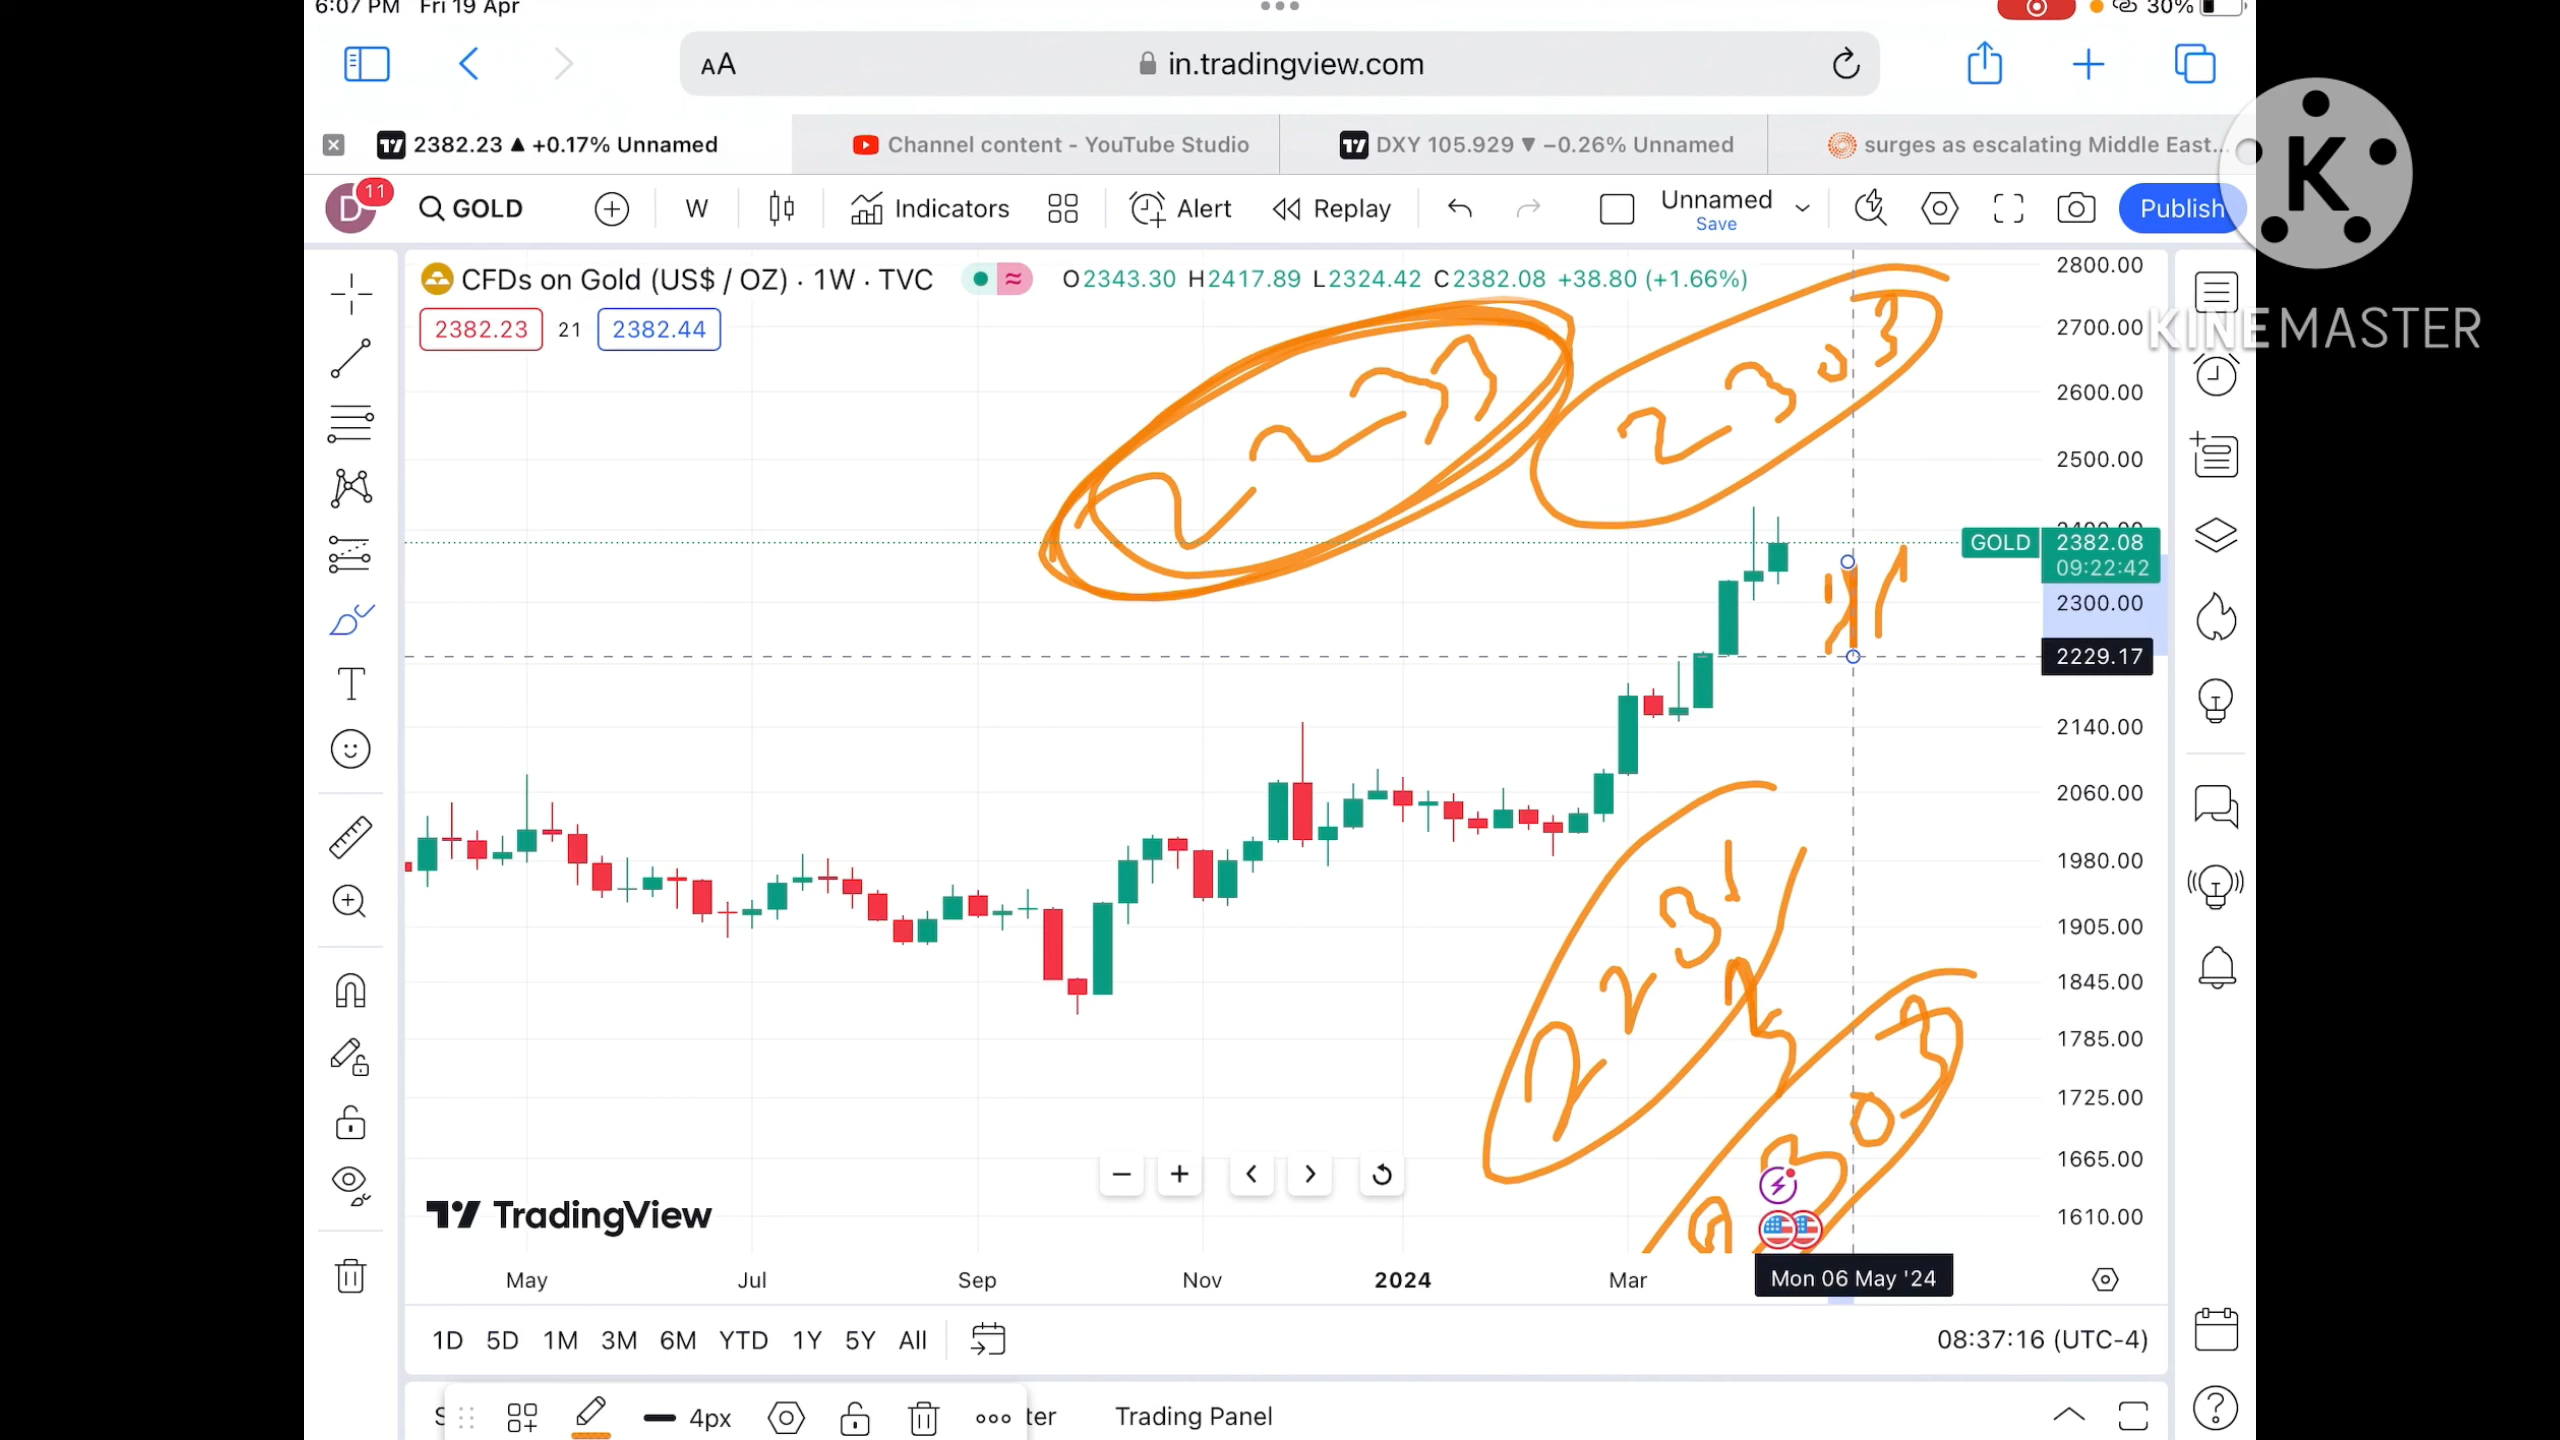 6:07 PM Fri 19 Apr
30%
AA in.tradingview.com
2382.23 ▲ +0.17% Unnamed
Channel content - YouTube Studio
DXY 105.929 ▼ −0.26% Unnamed
surges as escalating Middle East...
D 11 GOLD W Indicators Alert Replay Unnamed Save Publish
K
KINEMASTER
CFDs on Gold (US$ / OZ) · 1W · TVC O2343.30 H2417.89 L2324.42 C2382.08 +38.80 (+1.66%)
2382.23 21 2382.44
2303
2231
2800.00
2700.00
2600.00
2500.00
2400.00
GOLD 2382.08
09:22:42
2300.00
2229.17
2140.00
2060.00
1980.00
1905.00
1845.00
1785.00
1725.00
1665.00
1610.00
TradingView
May Jul Sep Nov 2024 Mar Mon 06 May '24
1D 5D 1M 3M 6M YTD 1Y 5Y All 08:37:16 (UTC-4)
4px ter Trading Panel